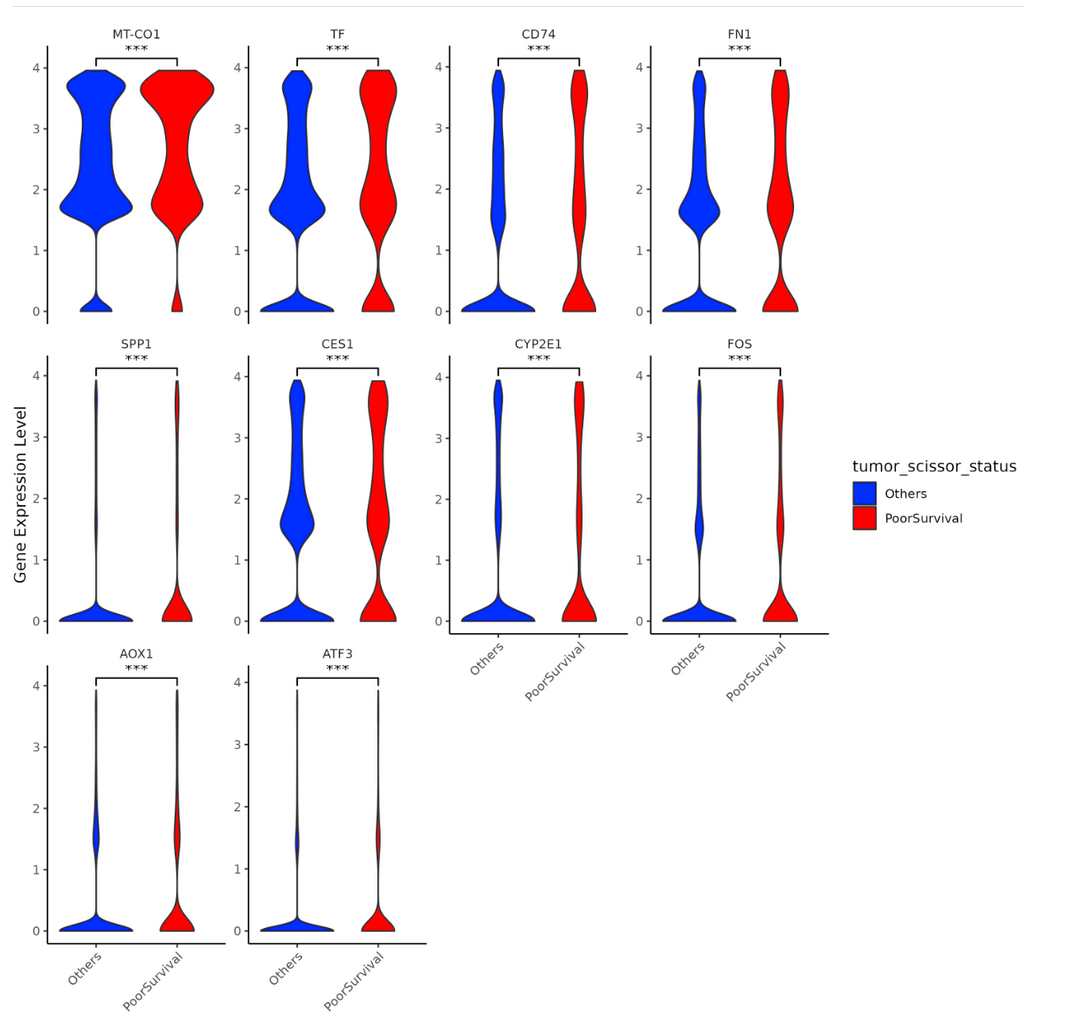 MT-CO1 TF CD74 FN1
*** *** *** ***
4 4 4 4
3 3 3 3
2 2 2 2
1 1 1 1
0 0 0 0
SPP1 CES1 CYP2E1 FOS
*** *** *** ***
4 4 4 4
3 3 3 3
2 2 2 2
1 1 1 1
0 0 0 0
Gene Expression Level
tumor_scissor_status
Others
PoorSurvival
Others PoorSurvival Others PoorSurvival
AOX1 ATF3
*** ***
4 4
3 3
2 2
1 1
0 0
Others PoorSurvival Others PoorSurvival